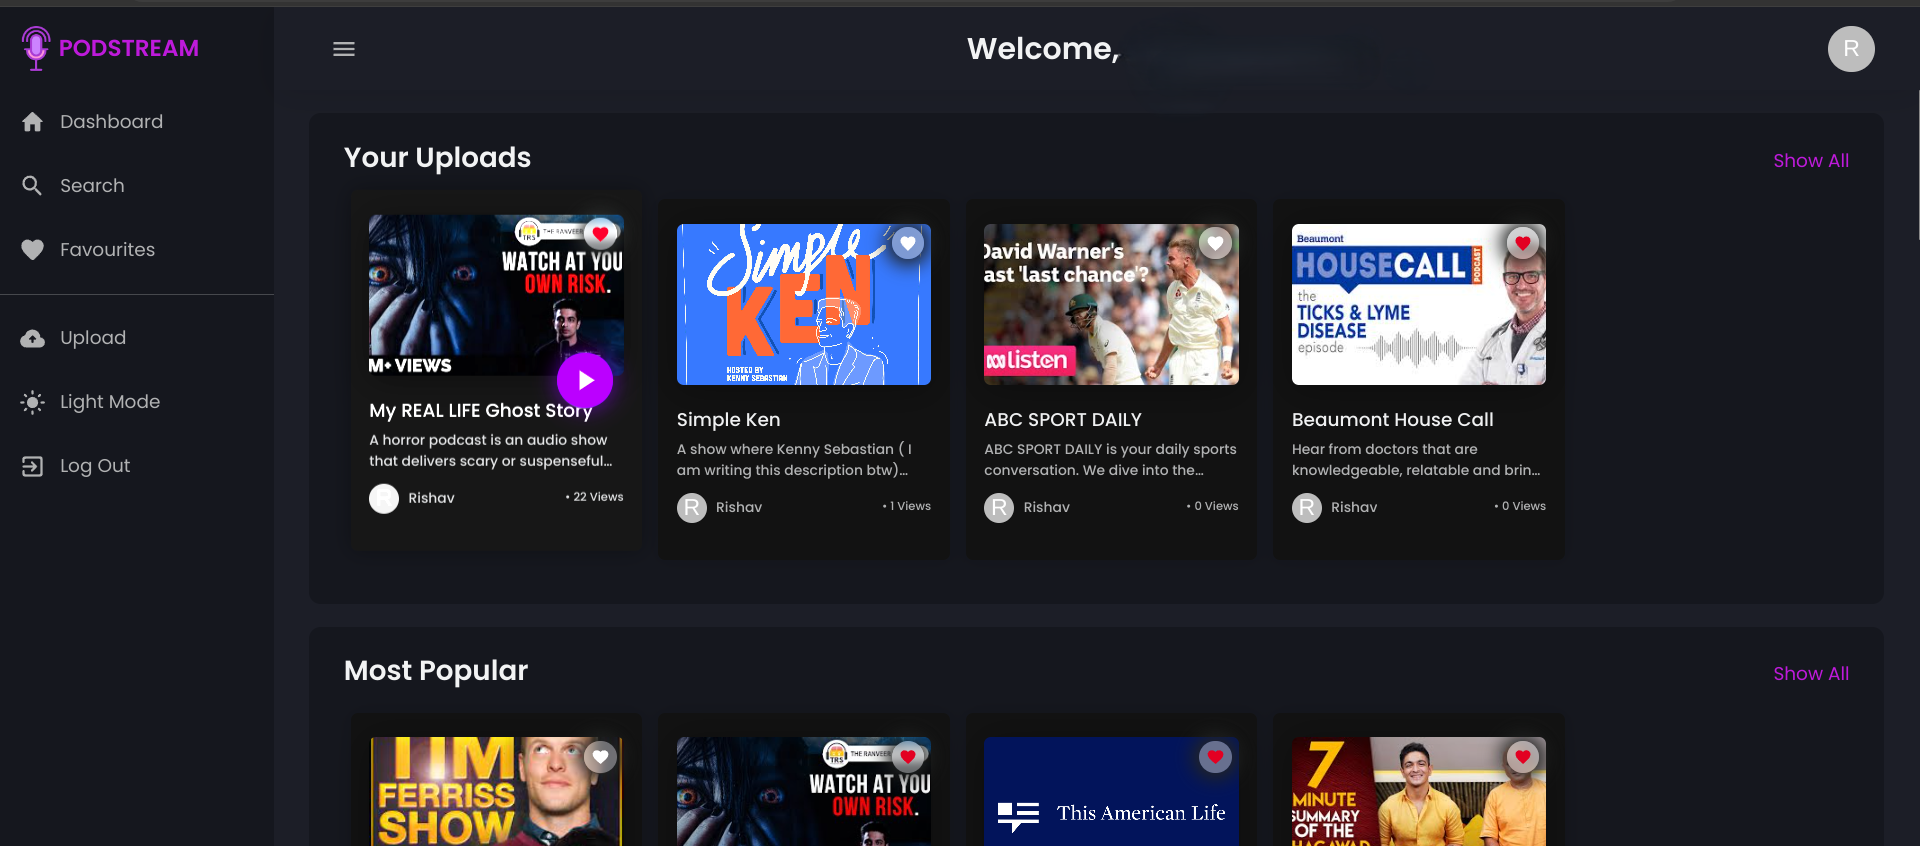 PODSTREAM
Welcome,
R
Dashboard
Search
Favourites
Upload
Light Mode
Log Out
Your Uploads
Show All
TRS
THE RANVEER
WATCH AT YOU
OWN RISK.
M+ VIEWS
My REAL LIFE Ghost Story
A horror podcast is an audio show
that delivers scary or suspenseful...
R
Rishav
• 22 Views
Simple
KEN
HOSTED BY
KENNY SEBASTIAN
Simple Ken
A show where Kenny Sebastian ( I
am writing this description btw)...
R
Rishav
• 1 Views
David Warner's
ast 'last chance'?
listen
ABC SPORT DAILY
ABC SPORT DAILY is your daily sports
conversation. We dive into the...
R
Rishav
• 0 Views
Beaumont
HOUSECALL
PODCAST
the
TICKS & LYME
DISEASE
episode
Beaumont House Call
Hear from doctors that are
knowledgeable, relatable and brin...
R
Rishav
• 0 Views
Most Popular
Show All
TIM
FERRISS
SHOW
TRS
THE RANVEER
WATCH AT YOU
OWN RISK.
This American Life
7
MINUTE
SUMMARY
OF THE